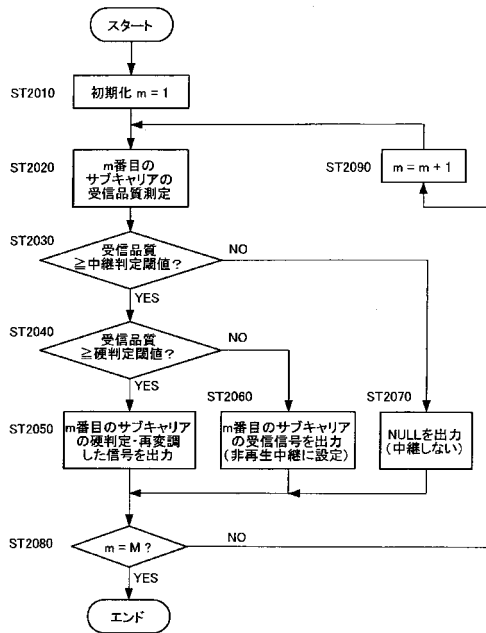 スタート
ST2010
初期化 m = 1
ST2020
m番目の
サブキャリアの
受信品質測定
ST2090
m = m + 1
ST2030
受信品質
≧中継判定閾値?
NO
YES
ST2040
受信品質
≧硬判定閾値?
NO
YES
ST2050
m番目のサブキャリア
の硬判定・再変調
した信号を出力
ST2060
m番目のサブキャリア
の受信信号を出力
(非再生中継に設定)
ST2070
NULLを出力
(中継しない)
ST2080
m = M ?
NO
YES
エンド